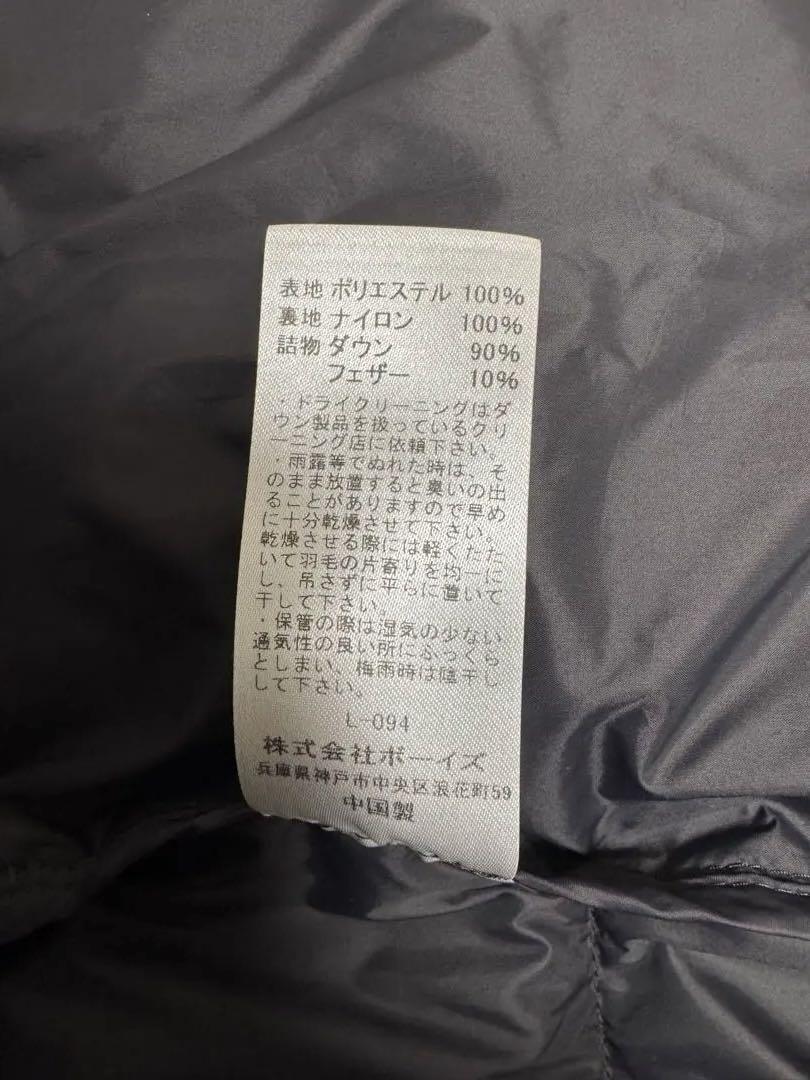 表地 ポリエステル 100%
裏地 ナイロン 100%
詰物 ダウン 90%
フェザー 10%
・ドライクリーニングはダ
ウン製品を扱っているクリ
ーニング店に依頼下さい。
・雨露等でぬれた時は、そ
のまま放置すると臭いの出
ることがありますので早め
に十分乾燥させて下さい。
乾燥させる際には軽くたた
いて羽毛の片寄りを均一に
し、吊さずに平らに置いて
干して下さい。
・保管の際は湿気の少ない
通気性の良い所にふっくら
としまい、梅雨時は陰干し
して下さい。
L-094
株式会社ボーイズ
兵庫県神戸市中央区浪花町59
中国製